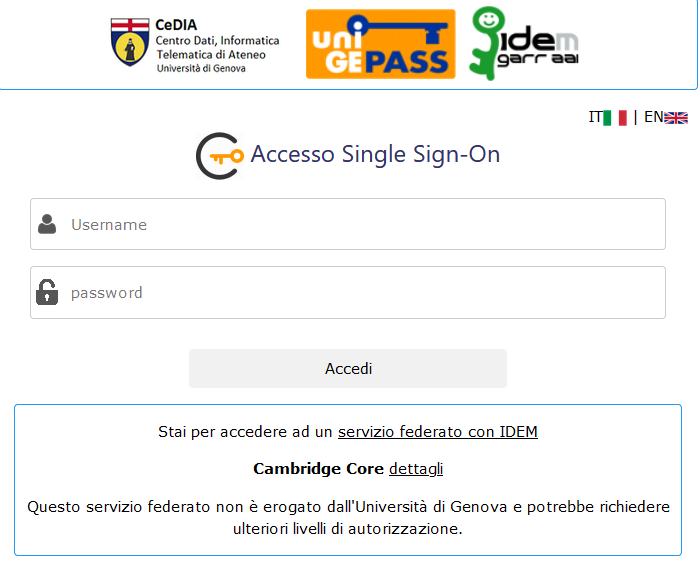 CeDIA
Centro Dati, Informatica
Telematica di Ateneo
Università di Genova
uni
GEPASS
idem
garr aai
IT | EN
Accesso Single Sign-On
Username
password
Accedi
Stai per accedere ad un servizio federato con IDEM
Cambridge Core dettagli
Questo servizio federato non è erogato dall'Università di Genova e potrebbe richiedere
ulteriori livelli di autorizzazione.